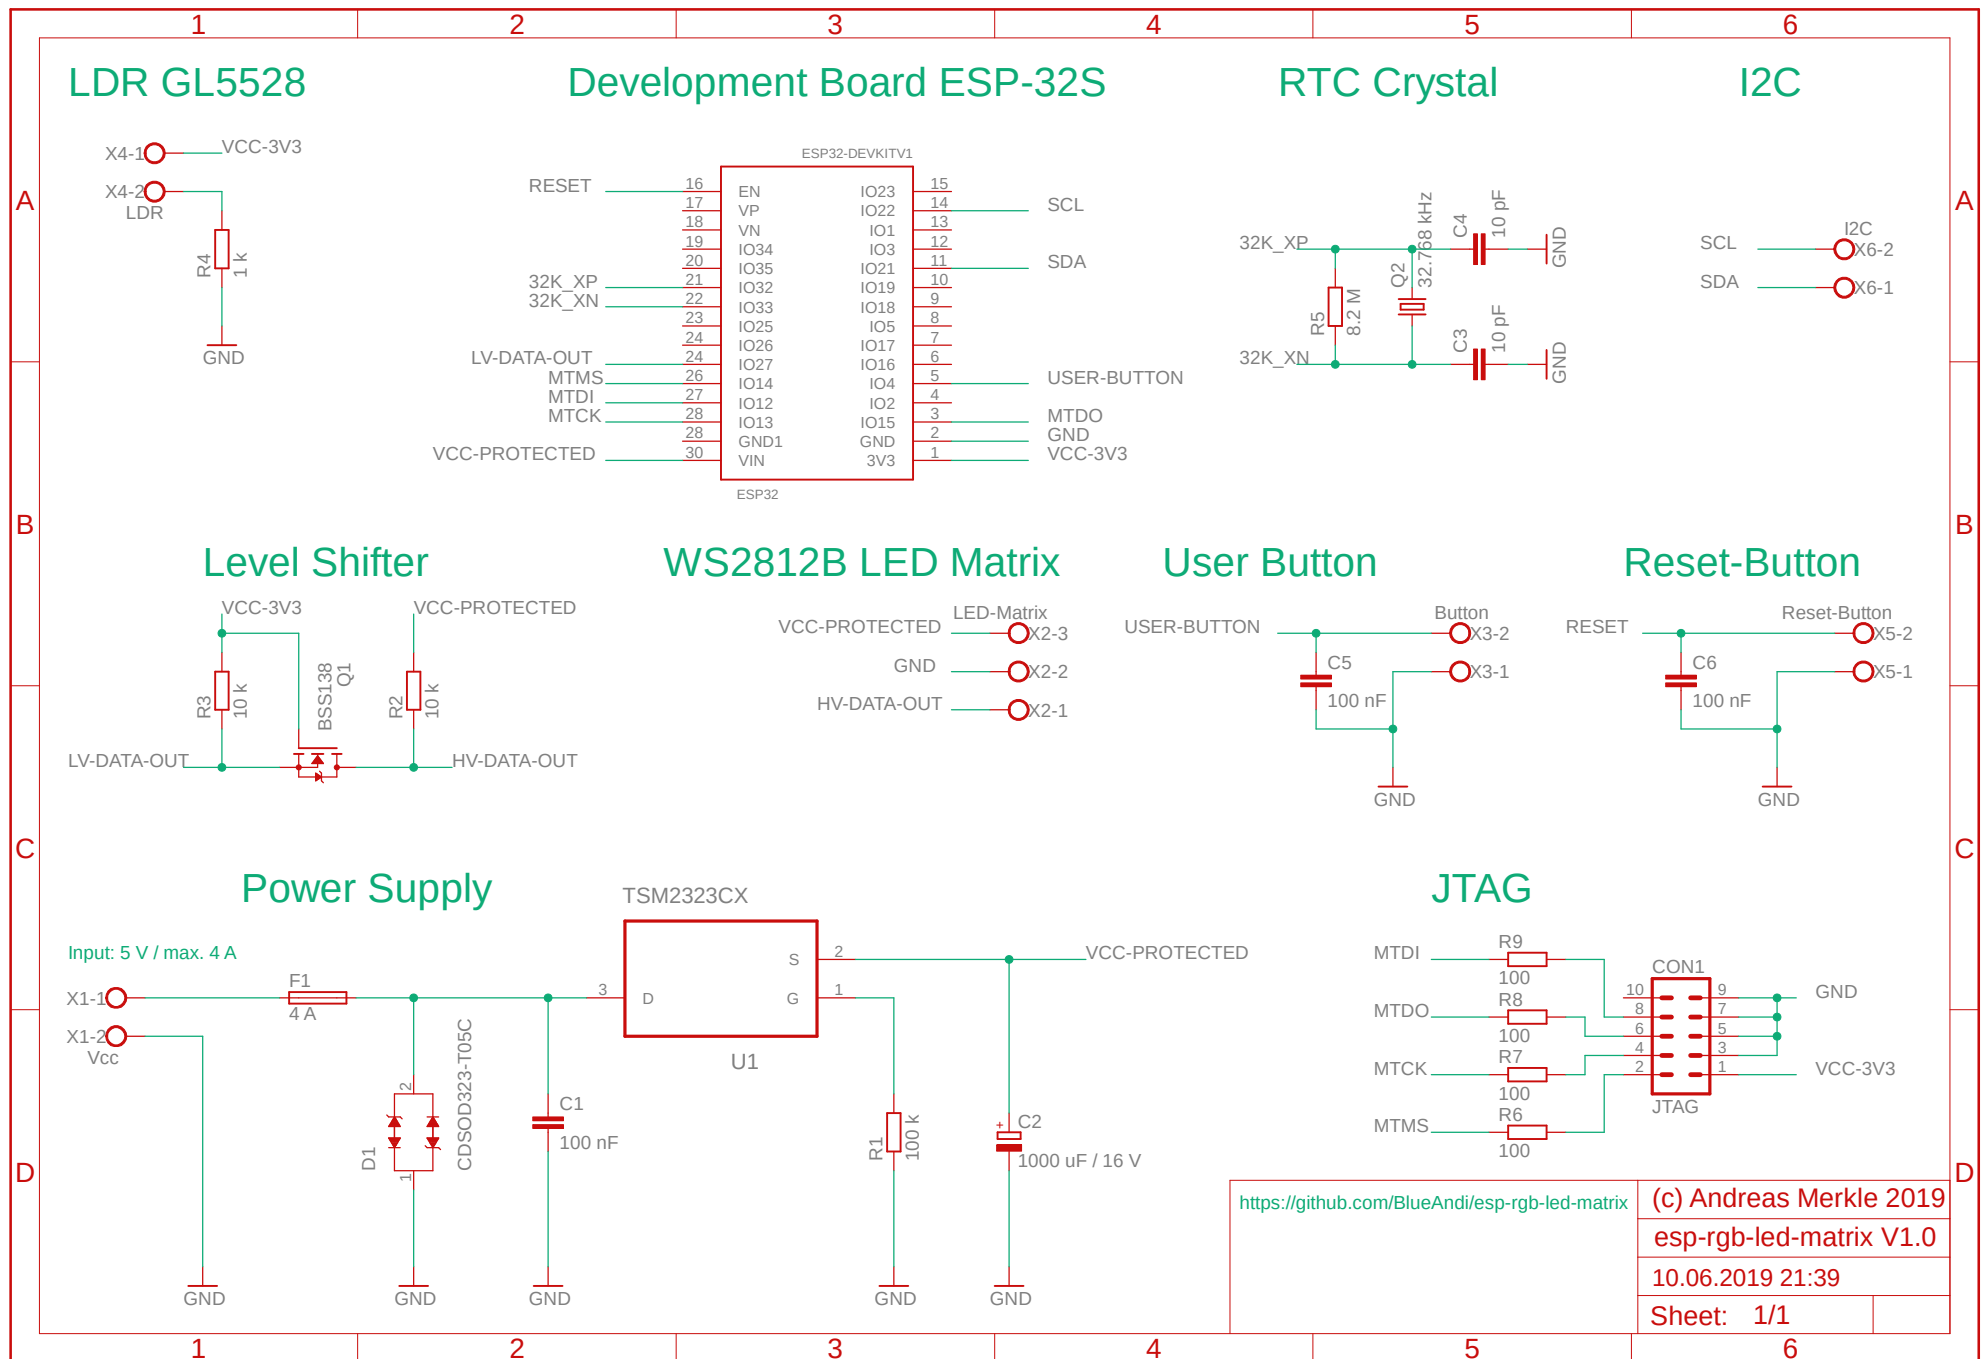 1 2 3 4 5 6
LDR GL5528
Development Board ESP-32S
RTC Crystal
I2C
A
A
X4-1 VCC-3V3
X4-2
LDR
R4
1 k
GND
ESP32-DEVKITV1
RESET 16 EN IO23 15
17 VP IO22 14 SCL
18 VN IO1 13
19 IO34 IO3 12
20 IO35 IO21 11 SDA
32K_XP 21 IO32 IO19 10
32K_XN 22 IO33 IO18 9
23 IO25 IO5 8
24 IO26 IO17 7
LV-DATA-OUT 24 IO27 IO16 6
MTMS 26 IO14 IO4 5 USER-BUTTON
MTDI 27 IO12 IO2 4
MTCK 28 IO13 IO15 3 MTDO
28 GND1 GND 2 GND
VCC-PROTECTED 30 VIN 3V3 1 VCC-3V3
ESP32
32K_XP
32K_XN
R5
8.2 M
Q2
32.768 kHz
C4
10 pF
GND
C3
10 pF
GND
I2C
SCL X6-2
SDA X6-1
B
B
Level Shifter
WS2812B LED Matrix
User Button
Reset-Button
VCC-3V3
VCC-PROTECTED
R3
10 k
BSS138
Q1
R2
10 k
LV-DATA-OUT
HV-DATA-OUT
LED-Matrix
VCC-PROTECTED X2-3
GND X2-2
HV-DATA-OUT X2-1
Button
USER-BUTTON X3-2
X3-1
C5
100 nF
GND
Reset-Button
RESET X5-2
X5-1
C6
100 nF
GND
C
C
Power Supply
JTAG
Input: 5 V / max. 4 A
X1-1
X1-2
Vcc
F1
4 A
GND
D1
2
1
CDSOD323-T05C
GND
C1
100 nF
GND
TSM2323CX
3 D
S 2
G 1
U1
VCC-PROTECTED
R1
100 k
GND
+
C2
1000 uF / 16 V
GND
MTDI R9
100
MTDO R8
100
MTCK R7
100
MTMS R6
100
CON1
10 9 GND
8 7
6 5
4 3
2 1 VCC-3V3
JTAG
D
D
https://github.com/BlueAndi/esp-rgb-led-matrix
(c) Andreas Merkle 2019
esp-rgb-led-matrix V1.0
10.06.2019 21:39
Sheet: 1/1
1 2 3 4 5 6